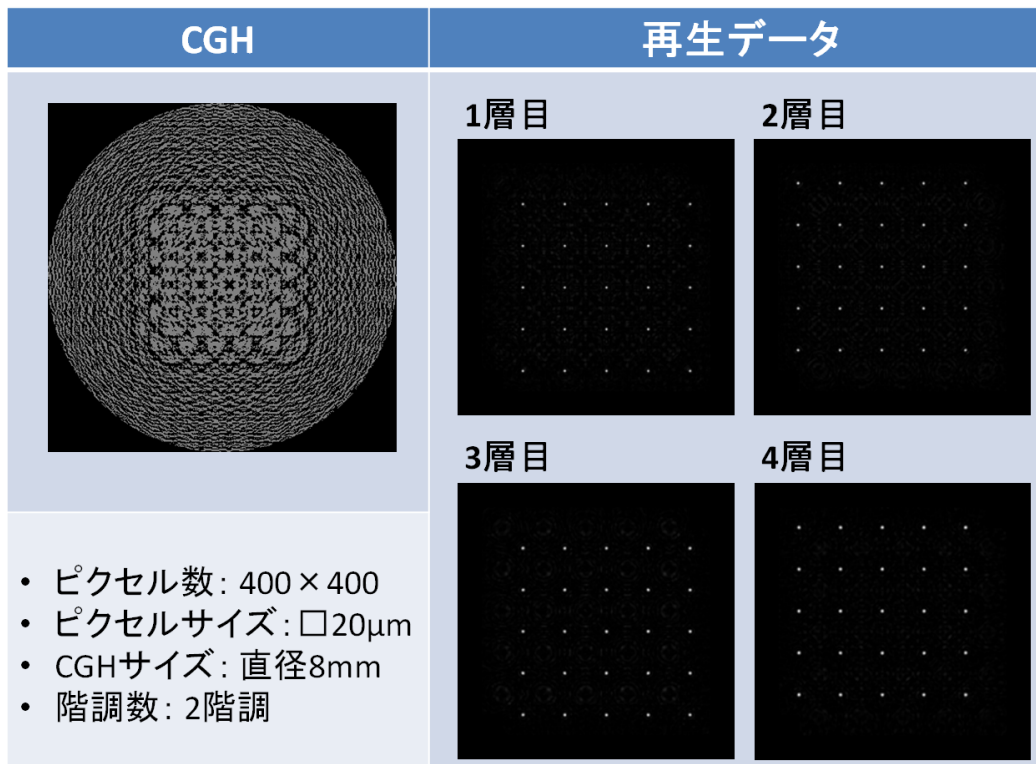 CGH
再生データ
1層目
2層目
3層目
4層目
• ピクセル数: 400×400
• ピクセルサイズ: □20μm
• CGHサイズ: 直径8mm
• 階調数: 2階調